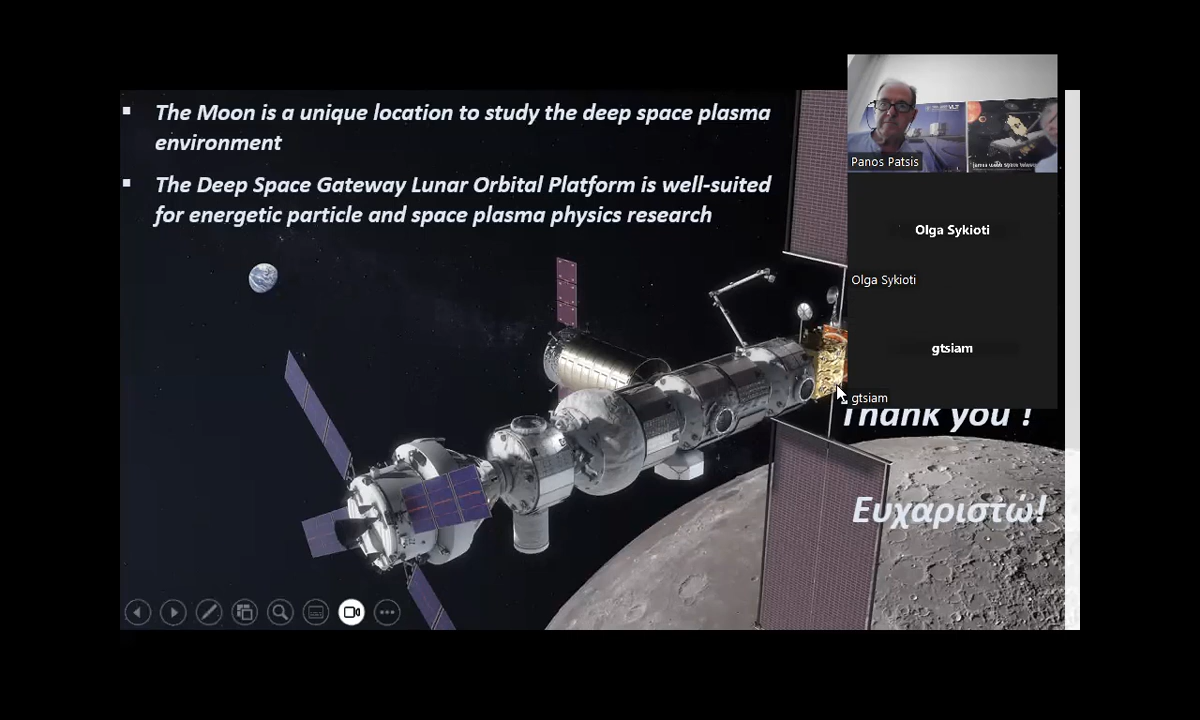 ▪ The Moon is a unique location to study the deep space plasma
environment
▪ The Deep Space Gateway Lunar Orbital Platform is well-suited
for energetic particle and space plasma physics research
Panos Patsis
Olga Sykioti
Olga Sykioti
gtsiam
gtsiam
Thank you !
Ευχαριστώ!